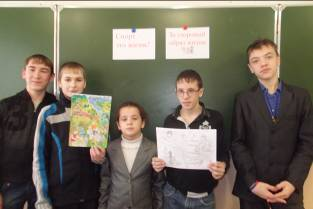 Спорт
это жизнь!
За здоровый
образ жизни